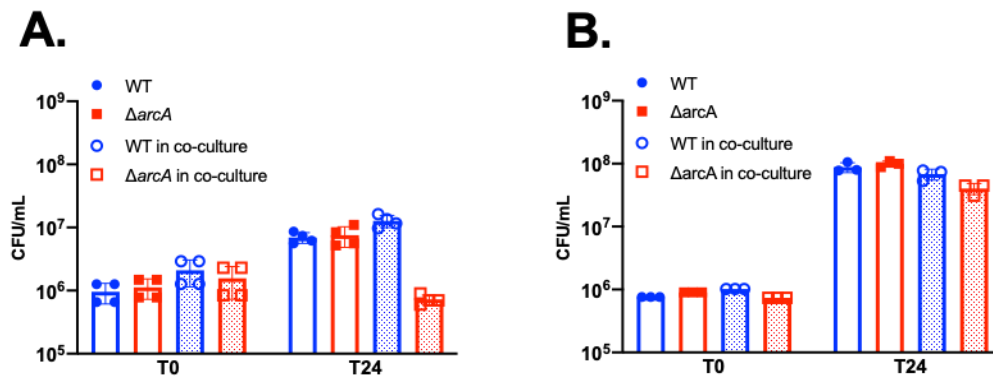 A.
WT
ΔarcA
WT in co-culture
ΔarcA in co-culture
CFU/mL
10⁹
10⁸
10⁷
10⁶
10⁵
T0
T24
B.
WT
ΔarcA
WT in co-culture
ΔarcA in co-culture
CFU/mL
10⁹
10⁸
10⁷
10⁶
10⁵
T0
T24